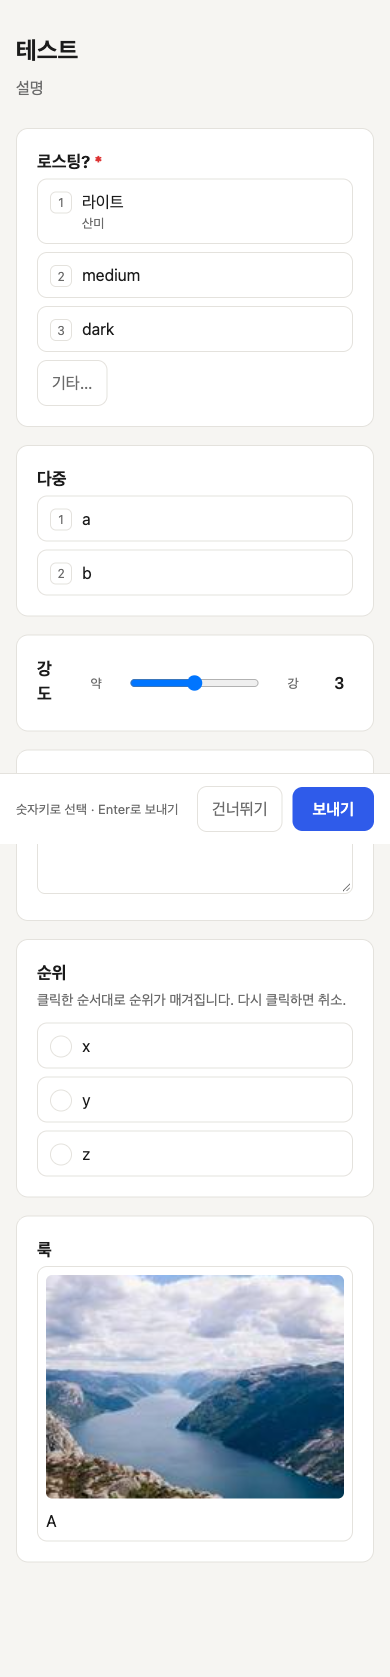 테스트
설명
로스팅? *
1 라이트
산미
2 medium
3 dark
기타...
다중
1 a
2 b
강
도
약 강 3
숫자키로 선택 · Enter로 보내기 건너뛰기 보내기
순위
클릭한 순서대로 순위가 매겨집니다. 다시 클릭하면 취소.
x
y
z
룩
A